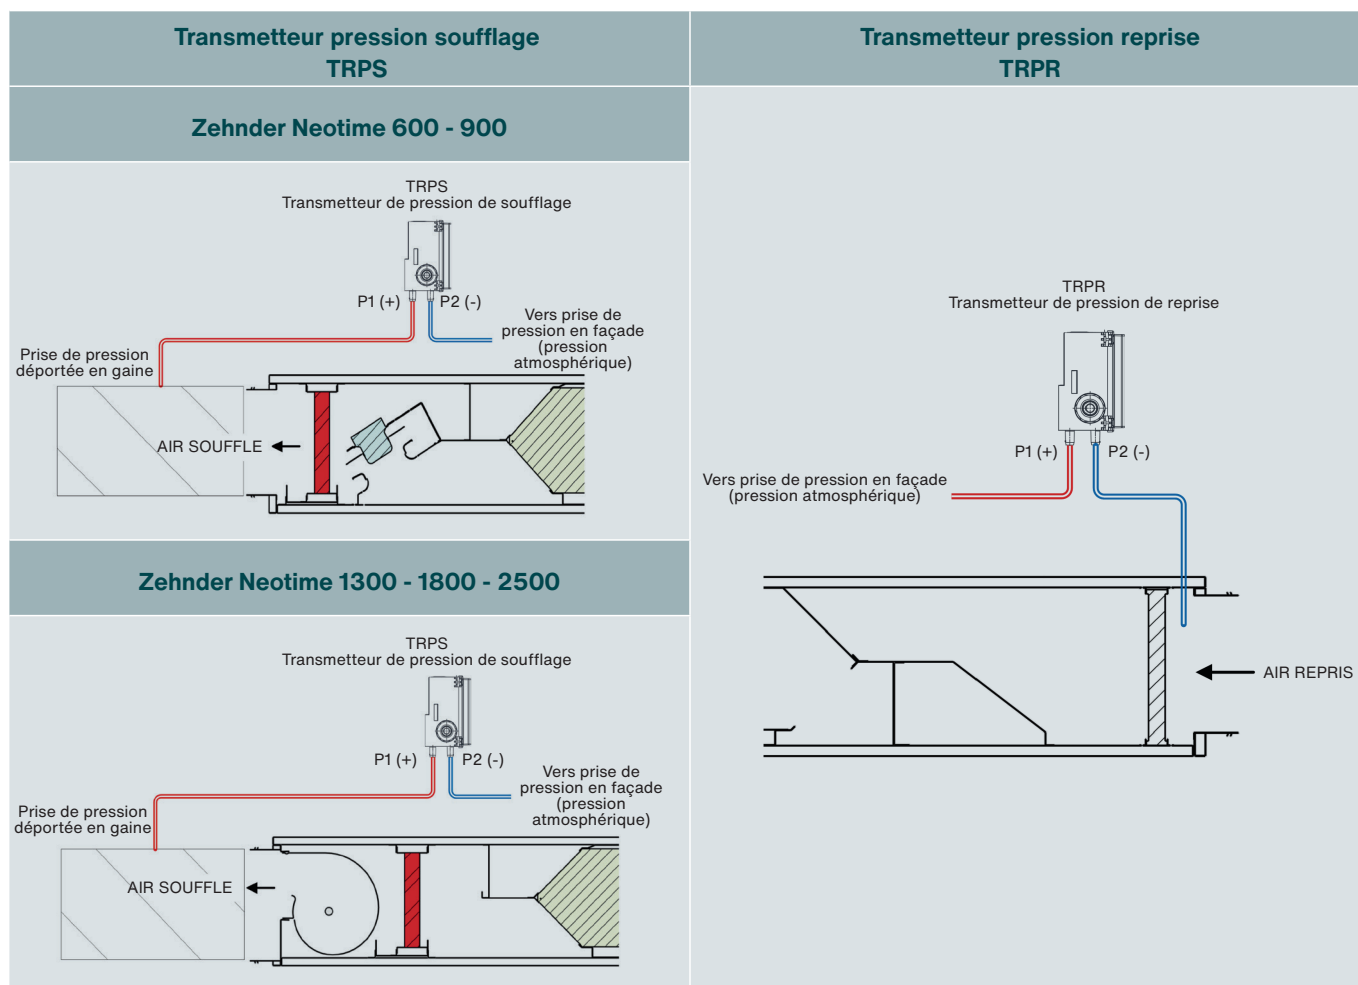 Transmetteur pression soufflage
TRPS
Zehnder Neotime 600 - 900
TRPS
Transmetteur de pression de soufflage
P1 (+)
P2 (-)
Prise de pression
déportée en gaine
Vers prise de
pression en façade
(pression
atmosphérique)
AIR SOUFFLE
Zehnder Neotime 1300 - 1800 - 2500
TRPS
Transmetteur de pression de soufflage
P1 (+)
P2 (-)
Prise de pression
déportée en gaine
Vers prise de
pression en façade
(pression
atmosphérique)
AIR SOUFFLE
Transmetteur pression reprise
TRPR
TRPR
Transmetteur de pression de reprise
P1 (+)
P2 (-)
Vers prise de pression en façade
(pression atmosphérique)
AIR REPRIS